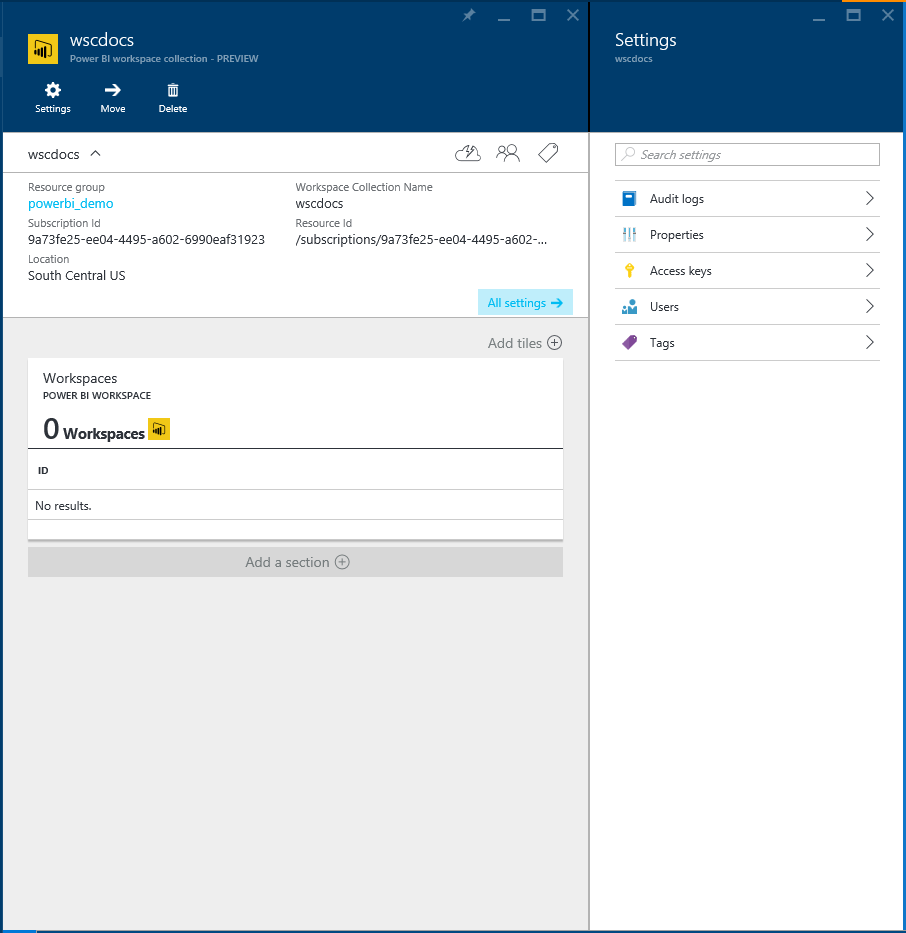 wscdocs
Power BI workspace collection - PREVIEW
Settings
Move
Delete
wscdocs
Resource group
powerbi_demo
Subscription Id
9a73fe25-ee04-4495-a602-6990eaf31923
Location
South Central US
Workspace Collection Name
wscdocs
Resource Id
/subscriptions/9a73fe25-ee04-4495-a602-...
All settings
Add tiles
Workspaces
POWER BI WORKSPACE
0 Workspaces
ID
No results.
Add a section
Settings
wscdocs
Search settings
Audit logs
Properties
Access keys
Users
Tags